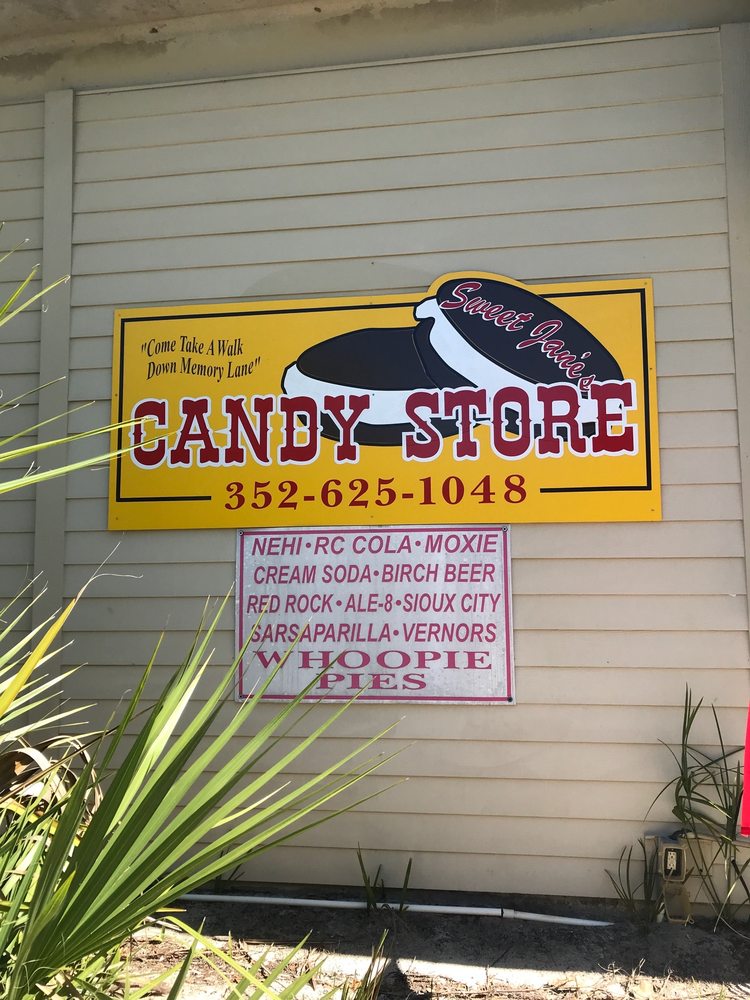 Sweet Jane's
"Come Take A Walk
Down Memory Lane"
CANDY STORE
352-625-1048
NEHI•RC COLA•MOXIE
CREAM SODA•BIRCH BEER
RED ROCK•ALE-8•SIOUX CITY
SARSAPARILLA•VERNORS
WHOOPIE
PIES